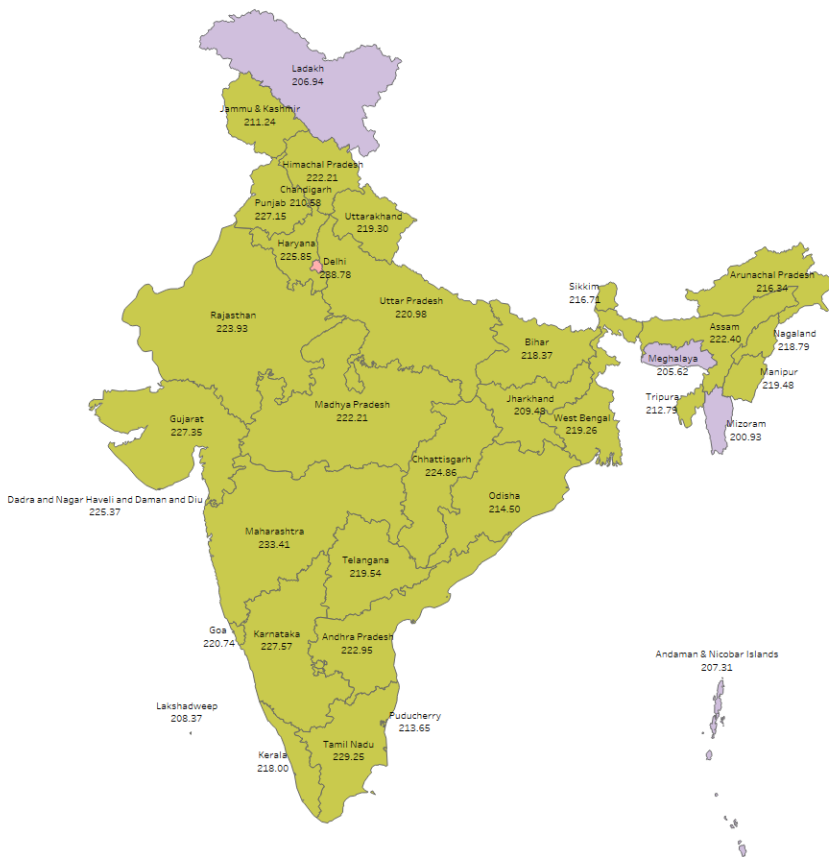 Ladakh
206.94
Jammu & Kashmir
211.24
Himachal Pradesh
222.21
Chandigarh
210.58
Punjab
227.15
Uttarakhand
219.30
Haryana
225.85
Delhi
288.78
Sikkim
216.71
Arunachal Pradesh
216.34
Rajasthan
223.93
Uttar Pradesh
220.98
Assam
222.40
Nagaland
218.79
Bihar
218.37
Meghalaya
205.62
Manipur
219.48
Tripura
212.79
Mizoram
200.93
Jharkhand
209.48
West Bengal
219.26
Madhya Pradesh
222.21
Gujarat
227.35
Chhattisgarh
224.86
Odisha
214.50
Dadra and Nagar Haveli and Daman and Diu
225.37
Maharashtra
233.41
Telangana
219.54
Goa
220.74
Karnataka
227.57
Andhra Pradesh
222.95
Andaman & Nicobar Islands
207.31
Lakshadweep
208.37
Puducherry
213.65
Kerala
218.00
Tamil Nadu
229.25